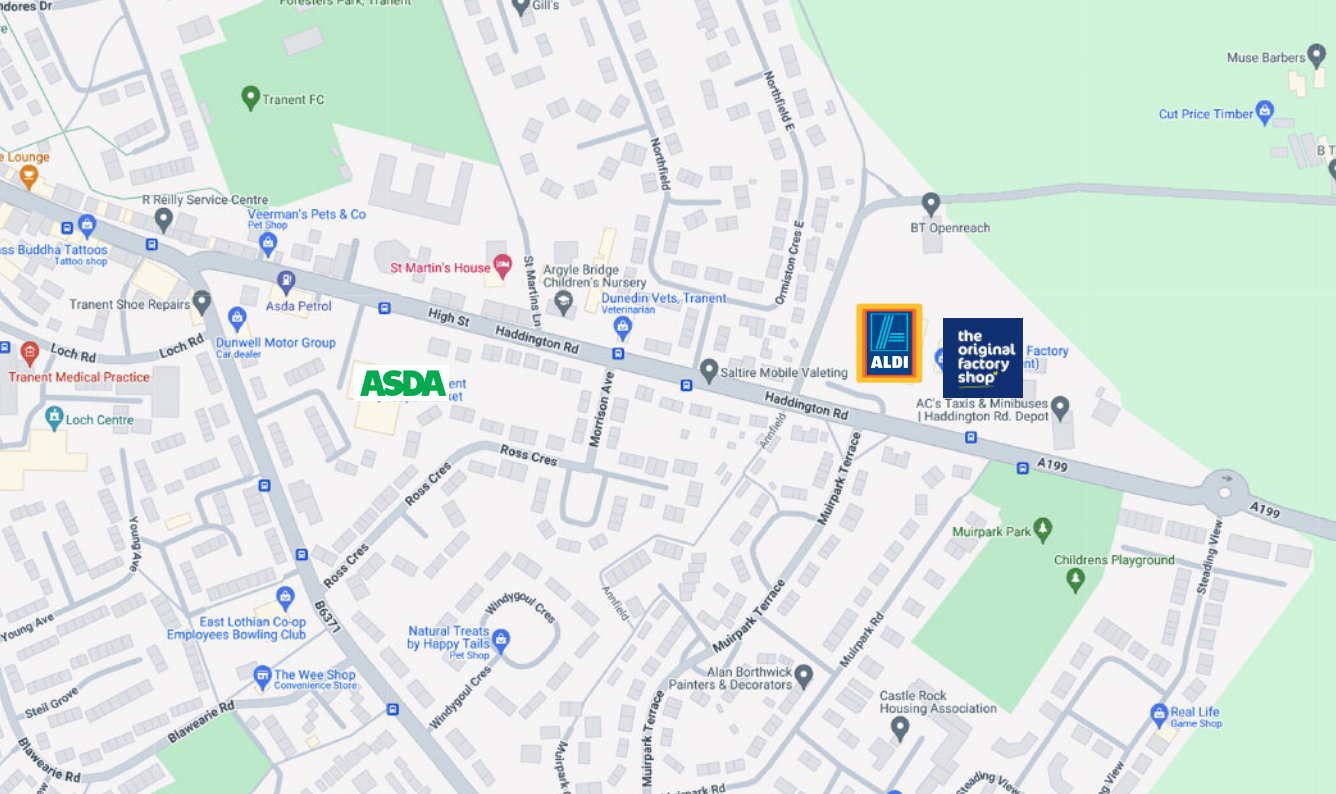 ndores Dr
Foresters Park, Tranent
Gill's
Muse Barbers
Tranent FC
Northfield E
Cut Price Timber
e Lounge
Northfield
B T
R Reilly Service Centre
Veerman's Pets & Co
Pet Shop
BT Openreach
ss Buddha Tattoos
Tattoo shop
St Martin's House
Argyle Bridge
Children's Nursery
St Martins Ln
Ormiston Cres E
Tranent Shoe Repairs
Asda Petrol
Dunedin Vets, Tranent
Veterinarian
High St
Haddington Rd
Dunwell Motor Group
Car dealer
Loch Rd
Loch Rd
ALDI
the
original
factory
shop
Factory
nt)
Tranent Medical Practice
ASDA
ent
ket
Saltire Mobile Valeting
Haddington Rd
AC's Taxis & Minibuses
| Haddington Rd. Depot
Loch Centre
Morrison Ave
Annfield
Ross Cres
Ross Cres
Muirpark Terrace
A199
A199
Young Ave
Muirpark Park
Steading View
Ross Cres
Childrens Playground
B6371
Windygoul Cres
Annfield
East Lothian Co-op
Employees Bowling Club
Young Ave
Natural Treats
by Happy Tails
Pet Shop
Muirpark Terrace
Muirpark Rd
The Wee Shop
Convenience Store
Alan Borthwick
Painters & Decorators
Steil Grove
Windygoul Cres
Castle Rock
Housing Association
Blawearie Rd
Real Life
Game Shop
Blawearie Rd
Muirpark Terrace
Steading View